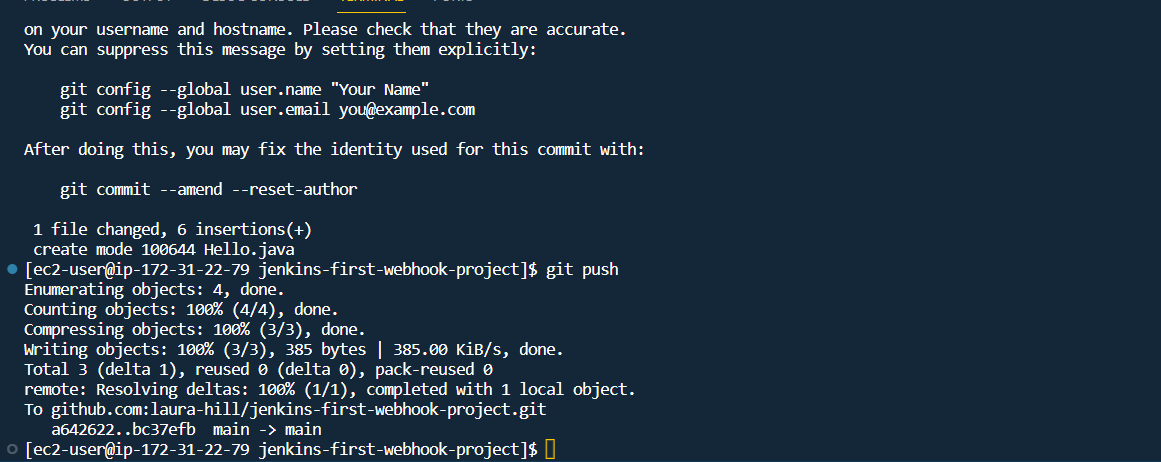 TERMINAL
on your username and hostname. Please check that they are accurate.
You can suppress this message by setting them explicitly:
git config --global user.name "Your Name"
git config --global user.email you@example.com
After doing this, you may fix the identity used for this commit with:
git commit --amend --reset-author
1 file changed, 6 insertions(+)
create mode 100644 Hello.java
[ec2-user@ip-172-31-22-79 jenkins-first-webhook-project]$ git push
Enumerating objects: 4, done.
Counting objects: 100% (4/4), done.
Compressing objects: 100% (3/3), done.
Writing objects: 100% (3/3), 385 bytes | 385.00 KiB/s, done.
Total 3 (delta 1), reused 0 (delta 0), pack-reused 0
remote: Resolving deltas: 100% (1/1), completed with 1 local object.
To github.com:laura-hill/jenkins-first-webhook-project.git
a642622..bc37efb  main -> main
[ec2-user@ip-172-31-22-79 jenkins-first-webhook-project]$